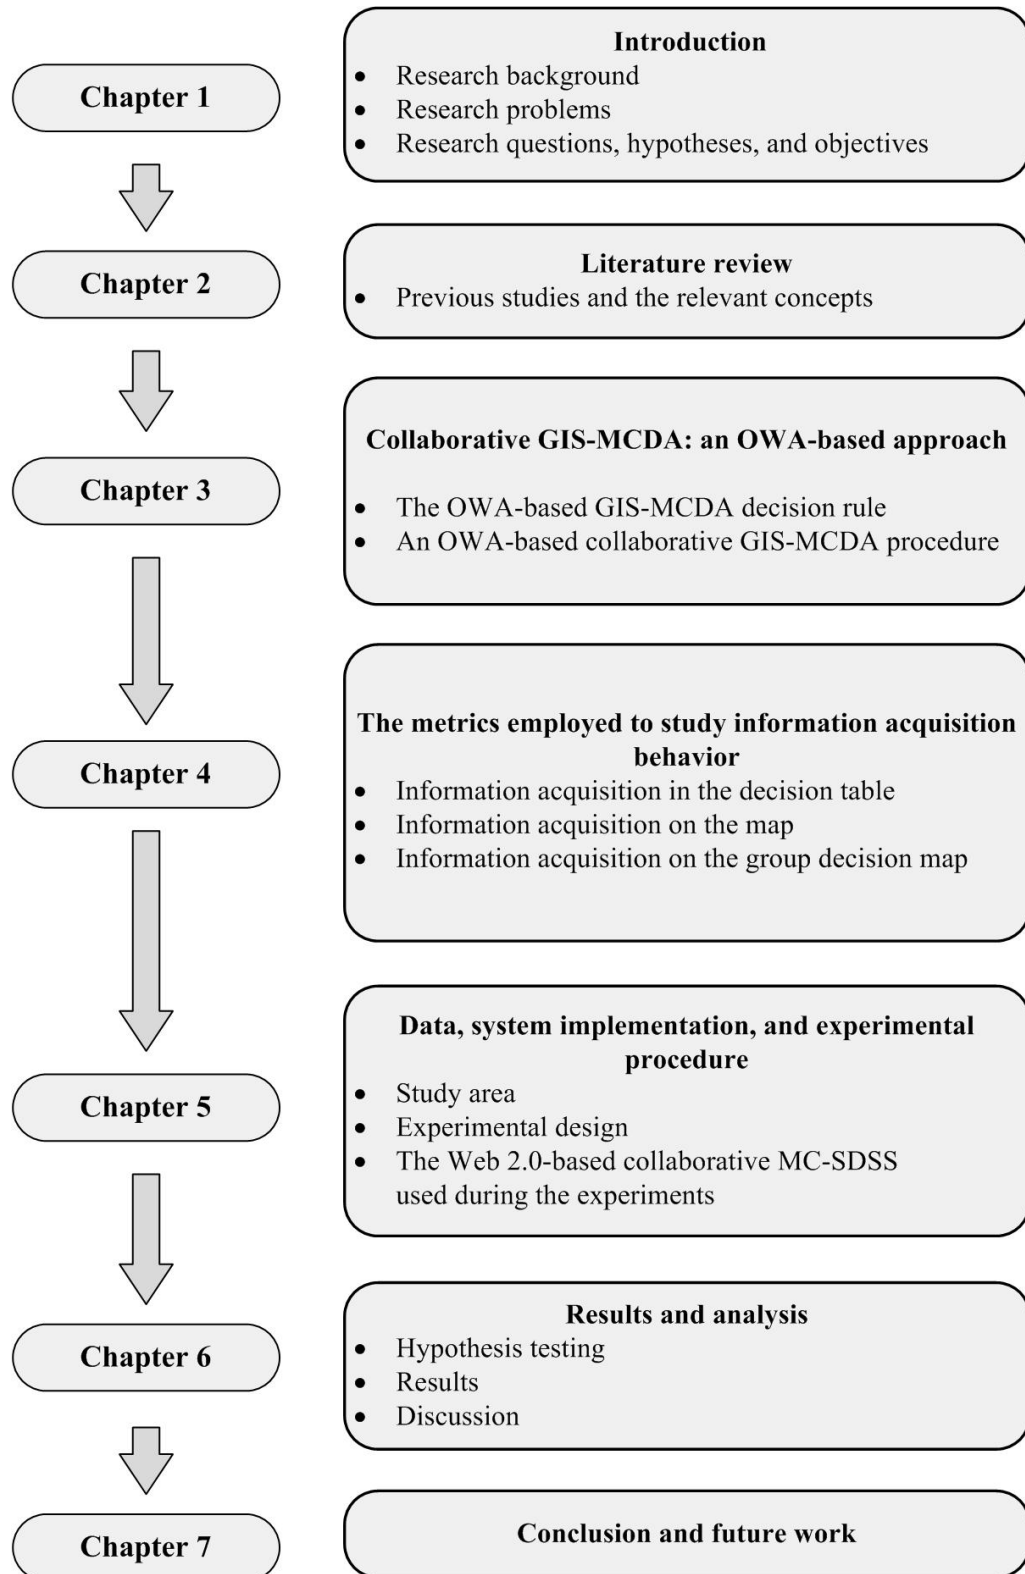 Chapter 1
Introduction
• Research background
• Research problems
• Research questions, hypotheses, and objectives
Chapter 2
Literature review
• Previous studies and the relevant concepts
Chapter 3
Collaborative GIS-MCDA: an OWA-based approach
• The OWA-based GIS-MCDA decision rule
• An OWA-based collaborative GIS-MCDA procedure
Chapter 4
The metrics employed to study information acquisition
behavior
• Information acquisition in the decision table
• Information acquisition on the map
• Information acquisition on the group decision map
Chapter 5
Data, system implementation, and experimental
procedure
• Study area
• Experimental design
• The Web 2.0-based collaborative MC-SDSS
used during the experiments
Chapter 6
Results and analysis
• Hypothesis testing
• Results
• Discussion
Chapter 7
Conclusion and future work